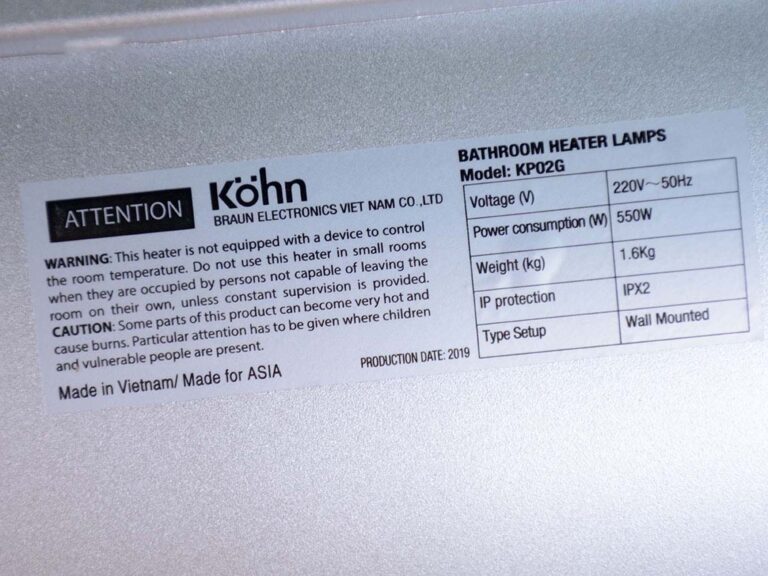 ATTENTION
Köhn
BRAUN ELECTRONICS VIET NAM CO.,LTD
WARNING: This heater is not equipped with a device to control
the room temperature. Do not use this heater in small rooms
when they are occupied by persons not capable of leaving the
room on their own, unless constant supervision is provided.
CAUTION: Some parts of this product can become very hot and
cause burns. Particular attention has to be given where children
and vulnerable people are present.
Made in Vietnam/ Made for ASIA
PRODUCTION DATE: 2019
BATHROOM HEATER LAMPS
Model: KP02G
Voltage (V) 220V~50Hz
Power consumption (W) 550W
Weight (kg) 1.6Kg
IP protection IPX2
Type Setup Wall Mounted